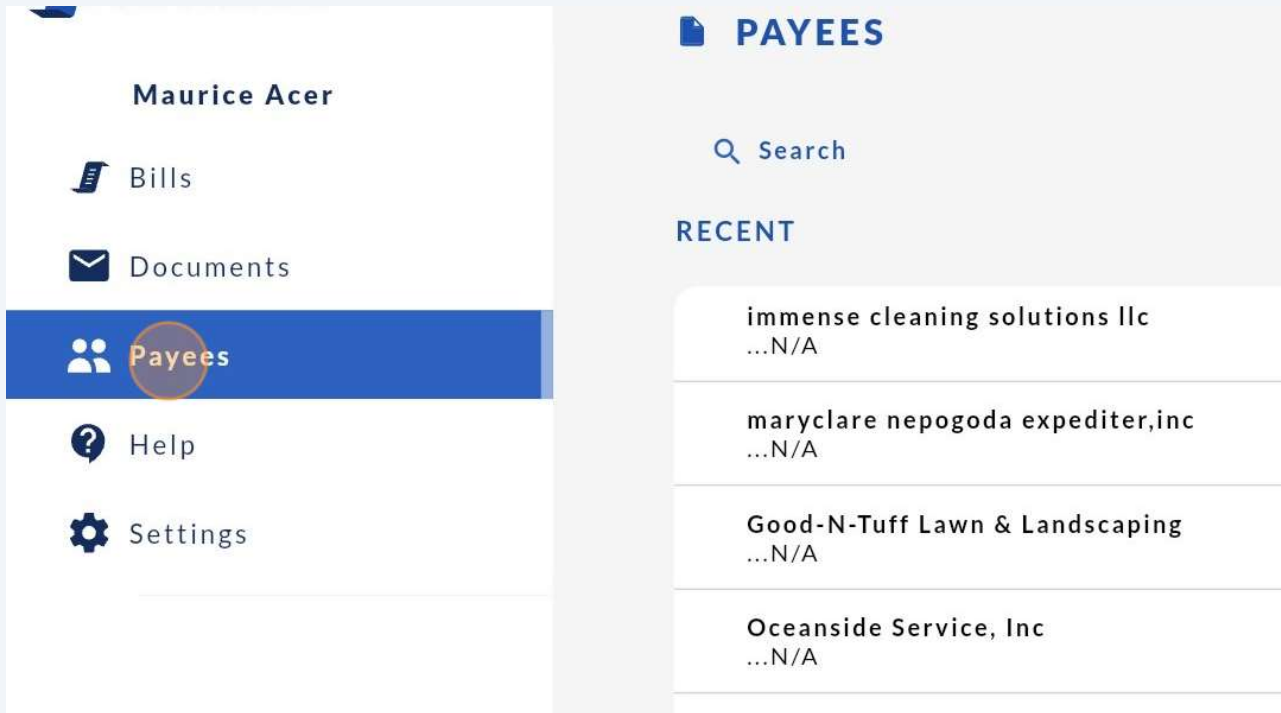 Maurice Acer
Bills
Documents
Payees
Help
Settings
PAYEES
Search
RECENT
immense cleaning solutions llc
...N/A
maryclare nepogoda expediter,inc
...N/A
Good-N-Tuff Lawn & Landscaping
...N/A
Oceanside Service, Inc
...N/A